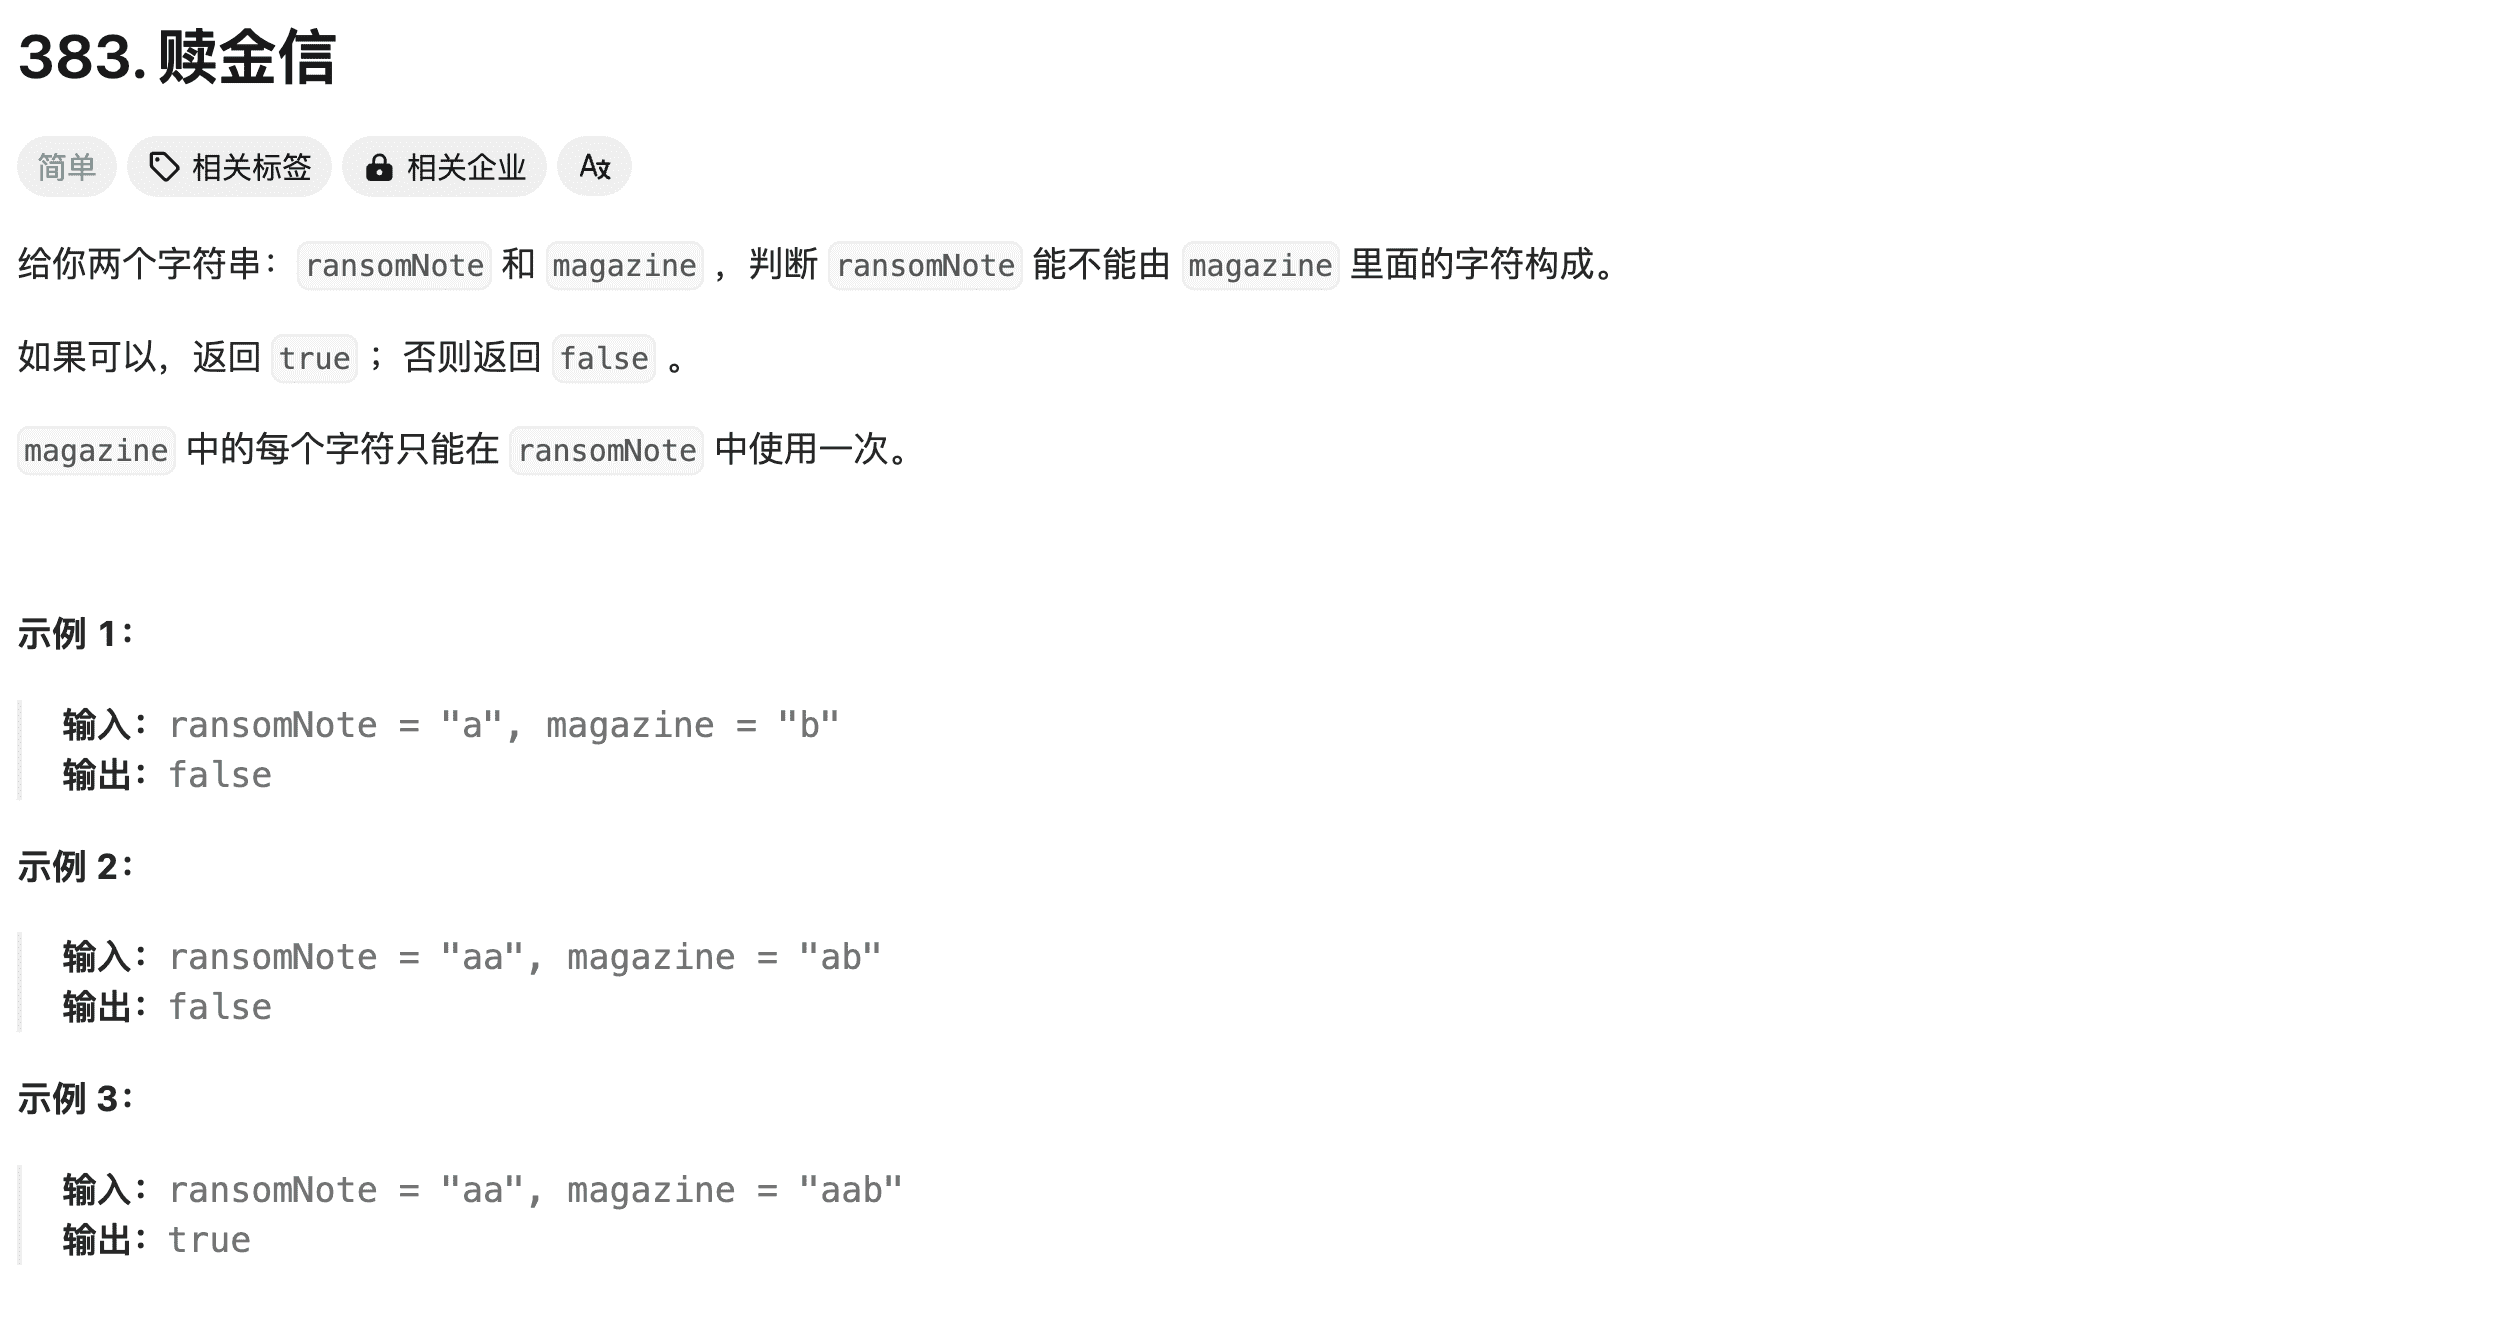 383. 赎金信
简单 相关标签 相关企业 Aあ
给你两个字符串：ransomNote 和 magazine ，判断 ransomNote 能不能由 magazine 里面的字符构成。
如果可以，返回 true ；否则返回 false 。
magazine 中的每个字符只能在 ransomNote 中使用一次。
示例 1：
输入：ransomNote = "a", magazine = "b"
输出：false
示例 2：
输入：ransomNote = "aa", magazine = "ab"
输出：false
示例 3：
输入：ransomNote = "aa", magazine = "aab"
输出：true